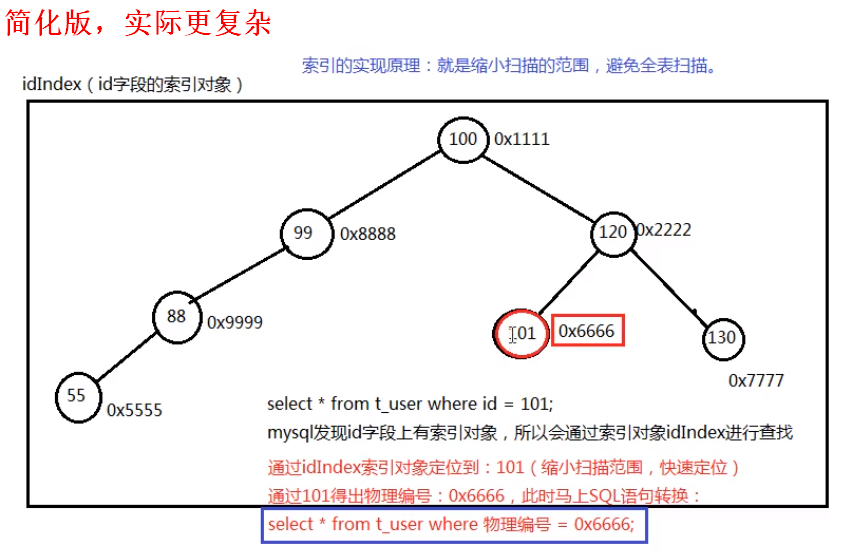 简化版，实际更复杂
索引的实现原理：就是缩小扫描的范围，避免全表扫描。
idIndex（id字段的索引对象）
100 0x1111
99 0x8888
120 0x2222
88 0x9999
101 0x6666
130
0x7777
55 0x5555
select * from t_user where id = 101;
mysql发现id字段上有索引对象，所以会通过索引对象idIndex进行查找
通过idIndex索引对象定位到：101（缩小扫描范围，快速定位）
通过101得出物理编号：0x6666，此时马上SQL语句转换：
select * from t_user where 物理编号 = 0x6666;